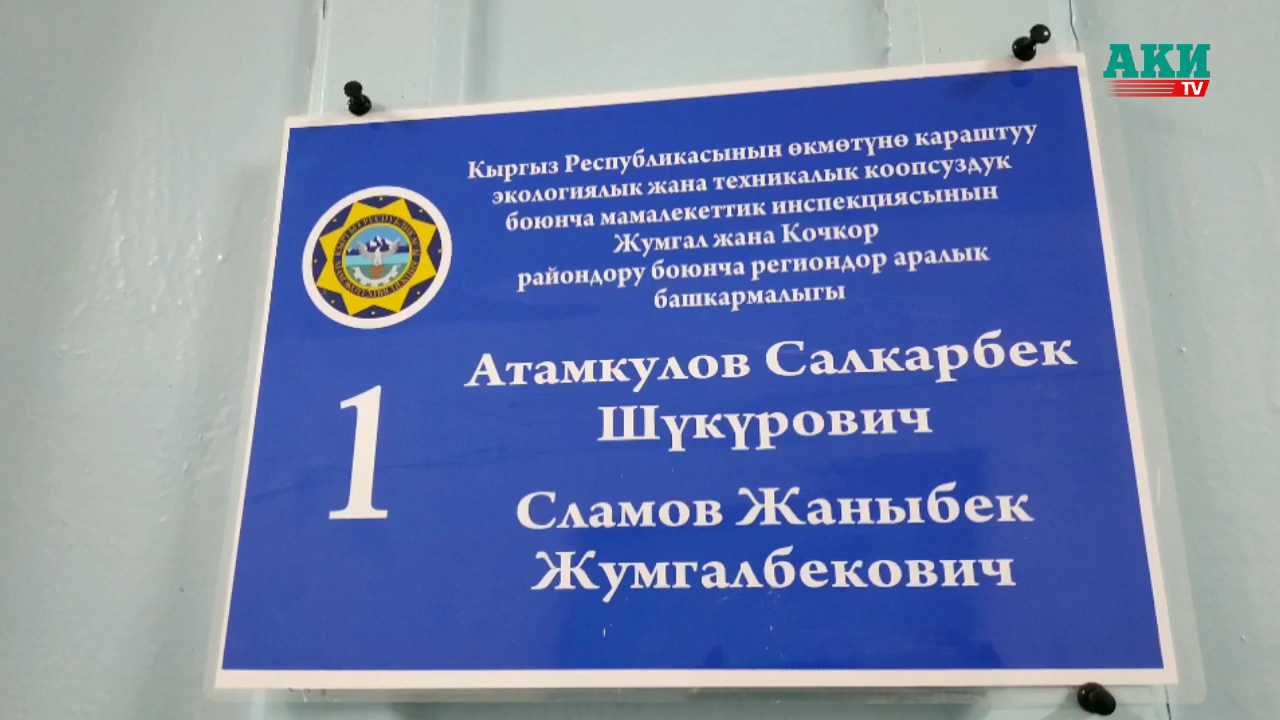 АКИ
TV
Кыргыз Республикасынын өкмөтүнө караштуу
экологиялык жана техникалык коопсуздук
боюнча мамалекеттик инспекциясынын
Жумгал жана Кочкор
райондору боюнча региондор аралык
башкармалыгы
1
Атамкулов Салкарбек
Шүкүрович
Сламов Жаныбек
Жумгалбекович